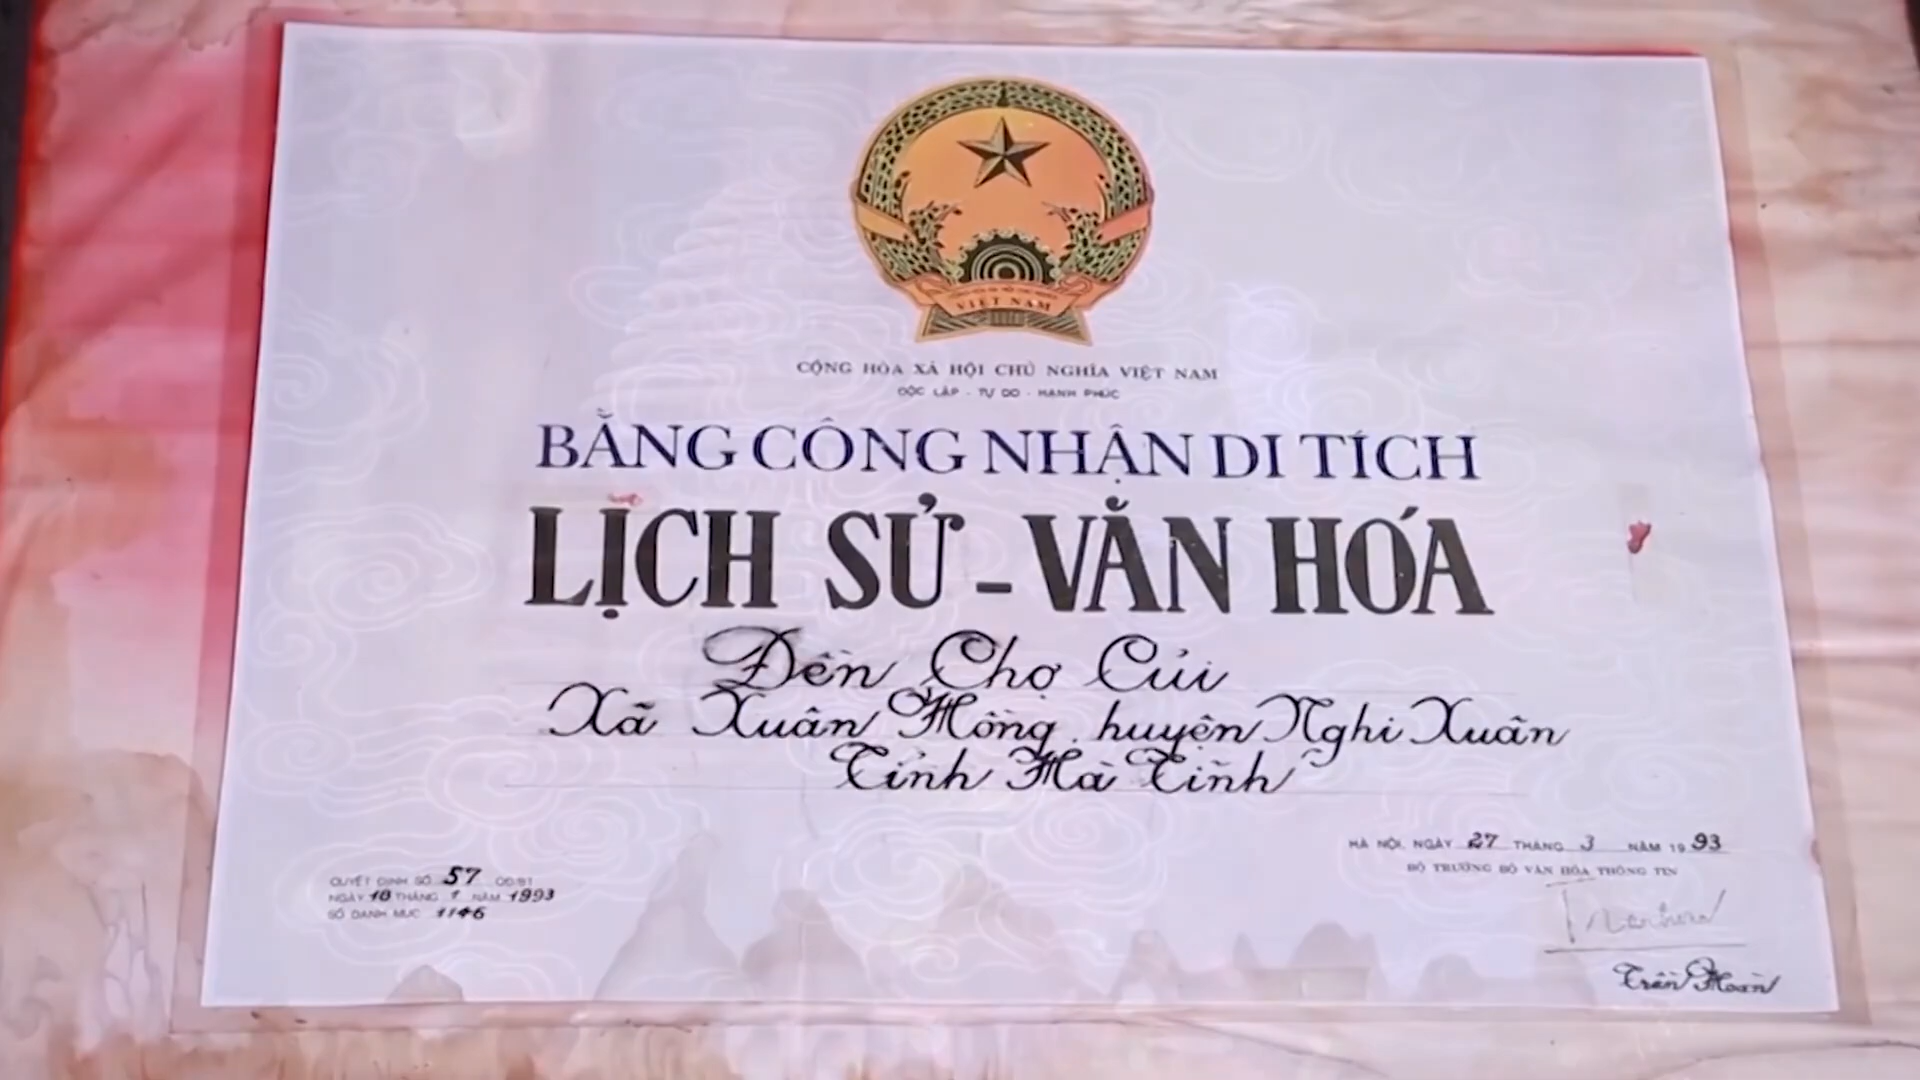 VIỆT NAM
CỘNG HÒA XÃ HỘI CHỦ NGHĨA VIỆT NAM
ĐỘC LẬP - TỰ DO - HẠNH PHÚC
BẰNG CÔNG NHẬN DI TÍCH
LỊCH SỬ - VĂN HÓA
Đền Chợ Củi
Xã Xuân Hồng, huyện Nghi Xuân
Tỉnh Hà Tĩnh
HÀ NỘI, NGÀY 27 THÁNG 3 NĂM 1993
BỘ TRƯỞNG BỘ VĂN HÓA THÔNG TIN
QUYẾT ĐỊNH SỐ 57
NGÀY 18 THÁNG 1 NĂM 1993
SỐ DANH MỤC 1146
Trần Hoàn